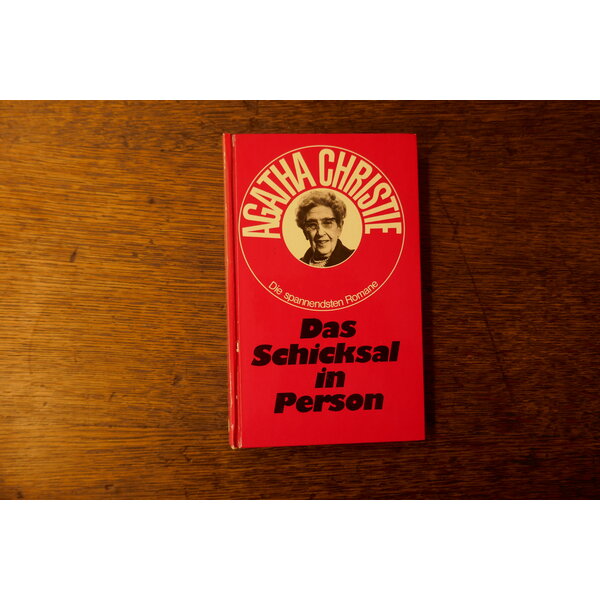 AGATHA CHRISTIE
Die spannendsten Romane
Das
Schicksal
in
Person